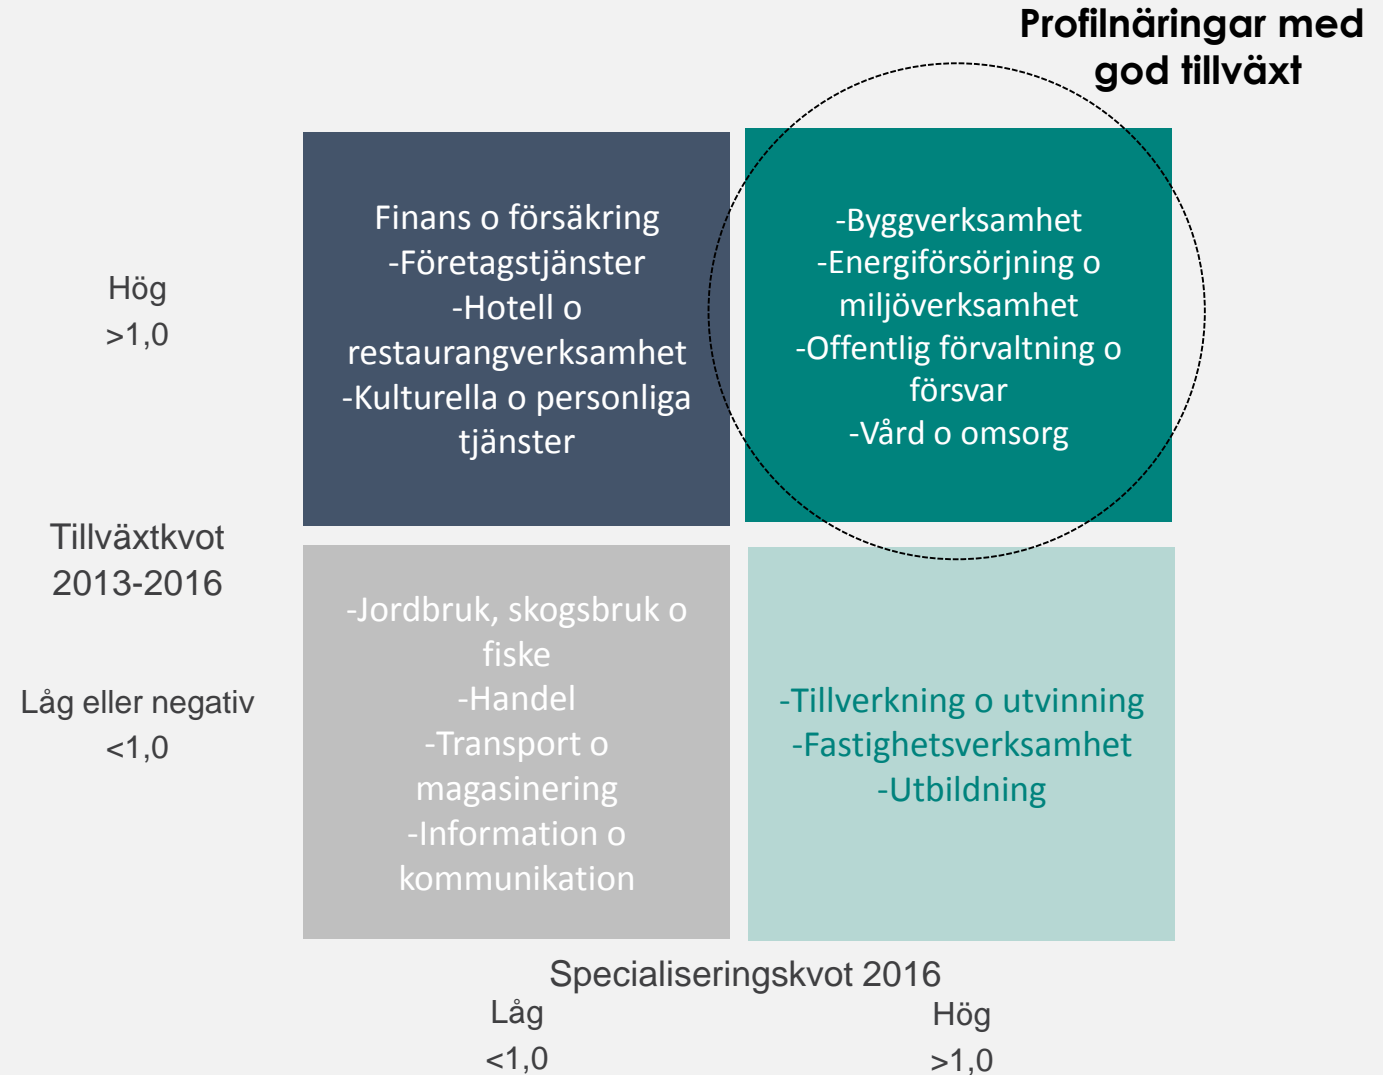 Profilnäringar med
god tillväxt
Finans o försäkring
-Företagstjänster
-Hotell o
restaurangverksamhet
-Kulturella o personliga
tjänster
-Byggverksamhet
-Energiförsörjning o
miljöverksamhet
-Offentlig förvaltning o
försvar
-Vård o omsorg
Hög
>1,0
Tillväxtkvot
2013-2016
Låg eller negativ
<1,0
-Jordbruk, skogsbruk o
fiske
-Handel
-Transport o
magasinering
-Information o
kommunikation
-Tillverkning o utvinning
-Fastighetsverksamhet
-Utbildning
Specialiseringskvot 2016
Låg
<1,0
Hög
>1,0